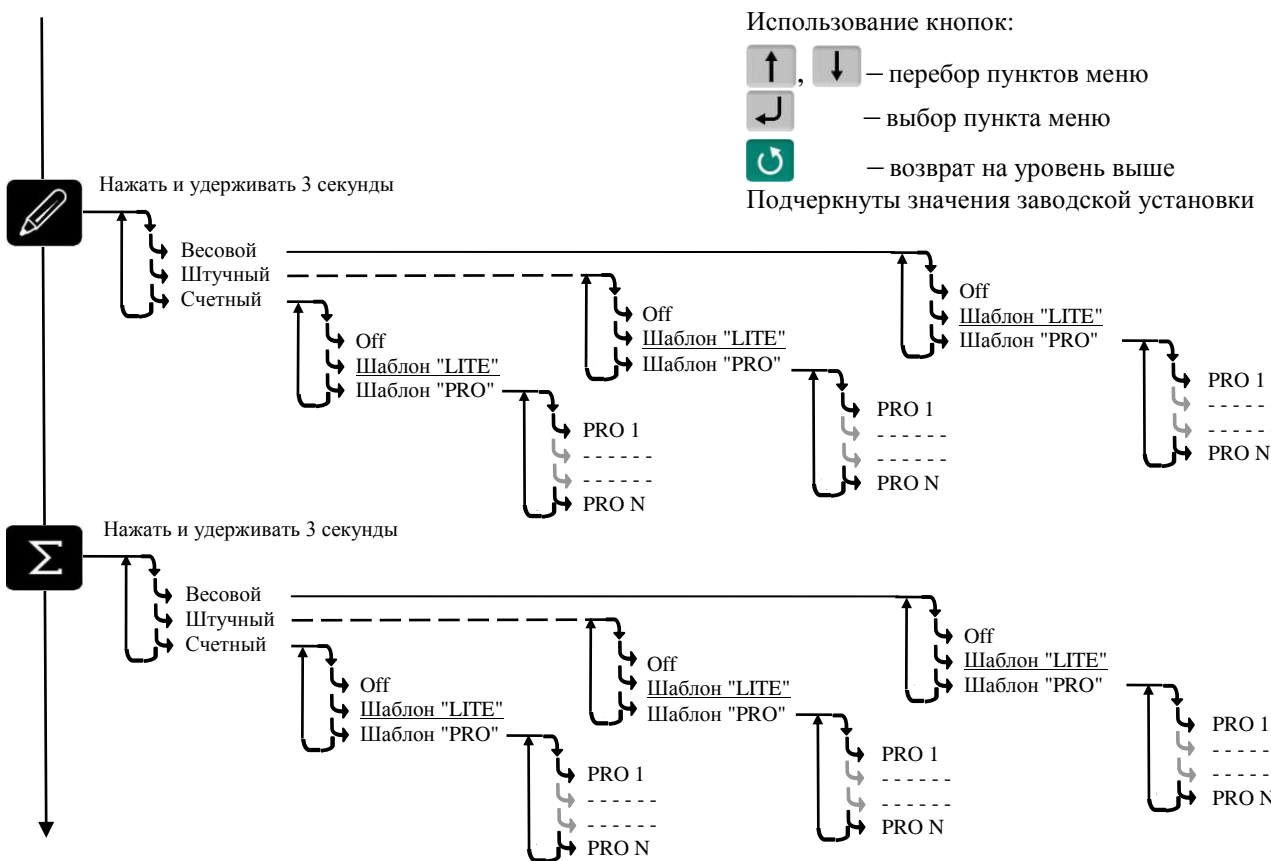 Использование кнопок:
, – перебор пунктов меню
– выбор пункта меню
– возврат на уровень выше
Подчеркнуты значения заводской установки
Нажать и удерживать 3 секунды
Весовой
Штучный
Счетный
Off
Шаблон "LITE"
Шаблон "PRO"
PRO 1
- - - - - -
- - - - - -
PRO N
Off
Шаблон "LITE"
Шаблон "PRO"
PRO 1
- - - - - -
- - - - - -
PRO N
Off
Шаблон "LITE"
Шаблон "PRO"
PRO 1
- - - - -
- - - - -
PRO N
Σ
Нажать и удерживать 3 секунды
Весовой
Штучный
Счетный
Off
Шаблон "LITE"
Шаблон "PRO"
PRO 1
- - - - - -
- - - - - -
PRO N
Off
Шаблон "LITE"
Шаблон "PRO"
PRO 1
- - - - - -
- - - - - -
PRO N
Off
Шаблон "LITE"
Шаблон "PRO"
PRO 1
- - - - -
- - - - -
PRO N